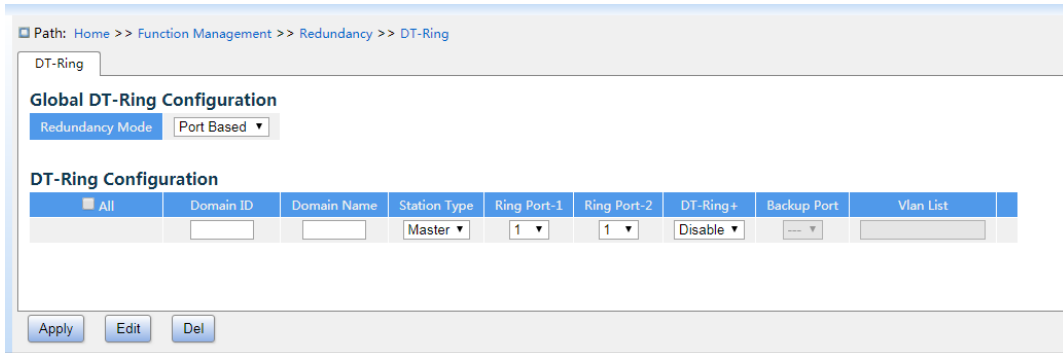 Path: Home >> Function Management >> Redundancy >> DT-Ring
DT-Ring
Global DT-Ring Configuration
Redundancy Mode Port Based
DT-Ring Configuration
All Domain ID Domain Name Station Type Ring Port-1 Ring Port-2 DT-Ring+ Backup Port Vlan List
Master 1 1 Disable ---
Apply Edit Del